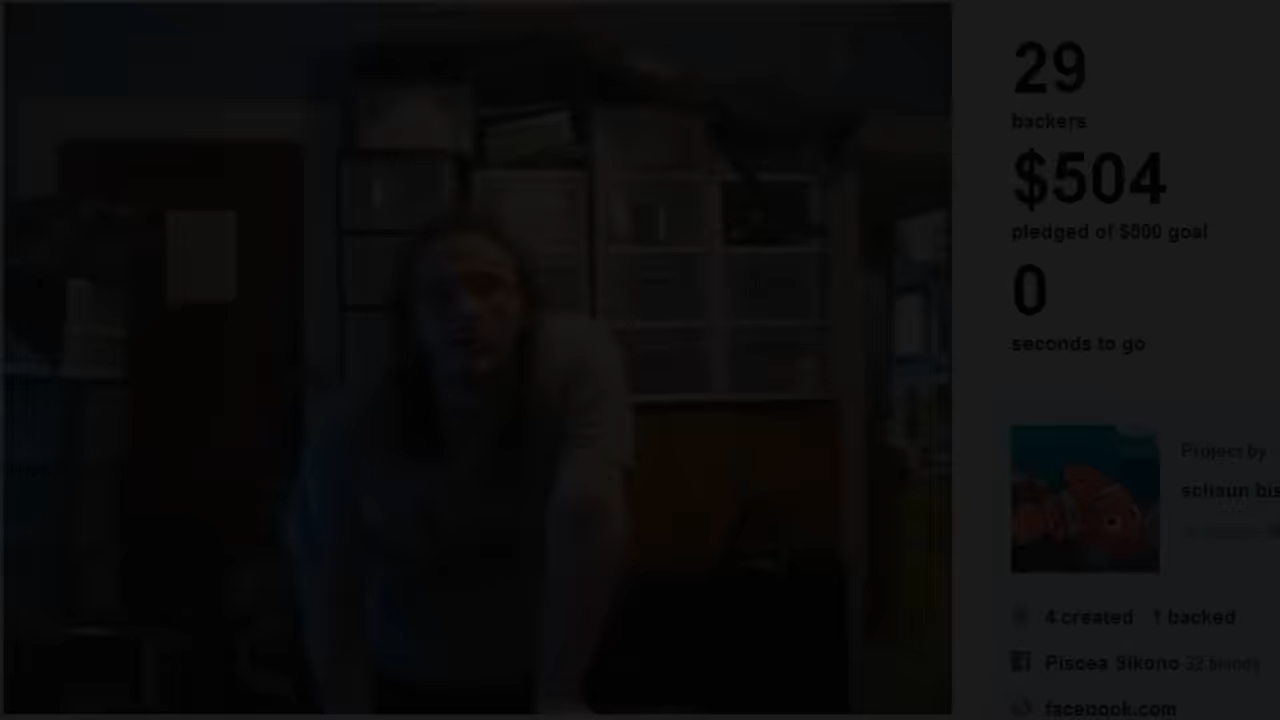 29
backers
$504
pledged of $500 goal
0
seconds to go
Project by
4 created 1 backed
Piscea Sikono
facebook.com